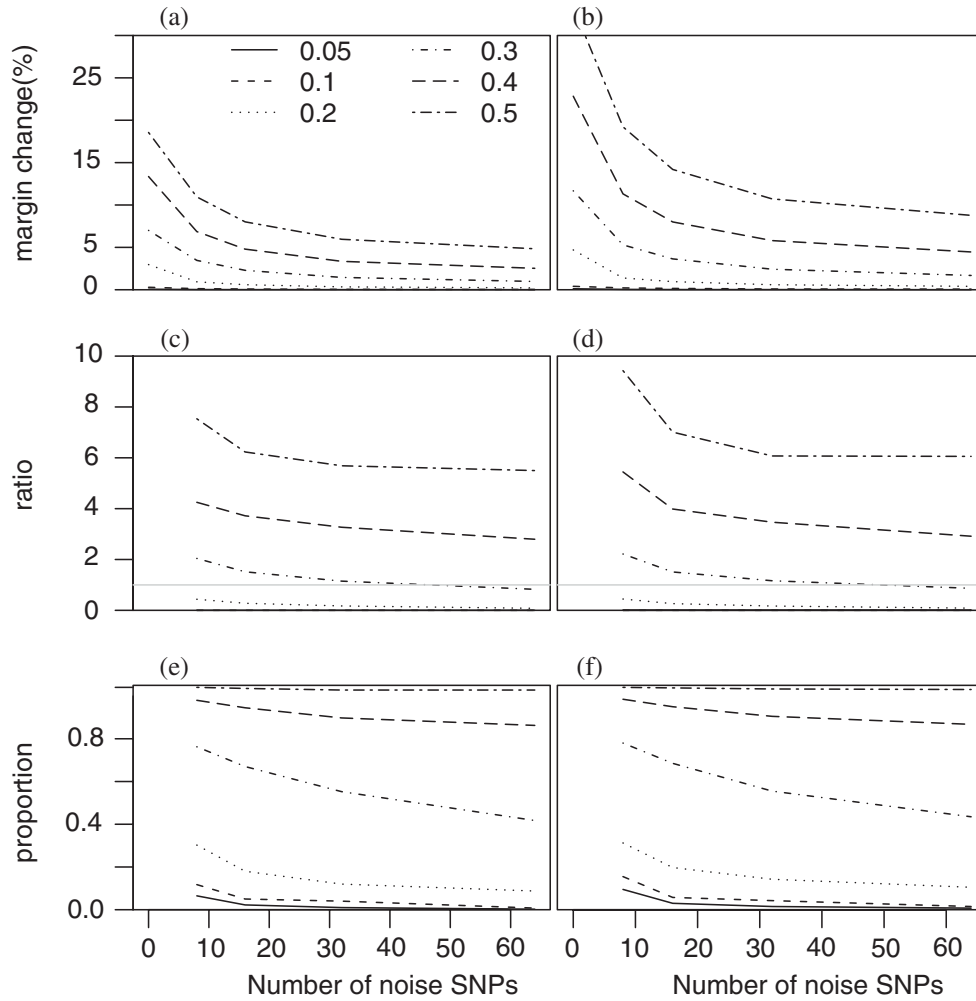 (a) (b)
margin change(%)
0 5 15 25
0.05 0.3
0.1 0.4
0.2 0.5
(c) (d)
ratio
0 2 4 6 8 10
(e) (f)
proportion
0.0 0.4 0.8
0 10 20 30 40 50 60 0 10 20 30 40 50 60
Number of noise SNPs Number of noise SNPs